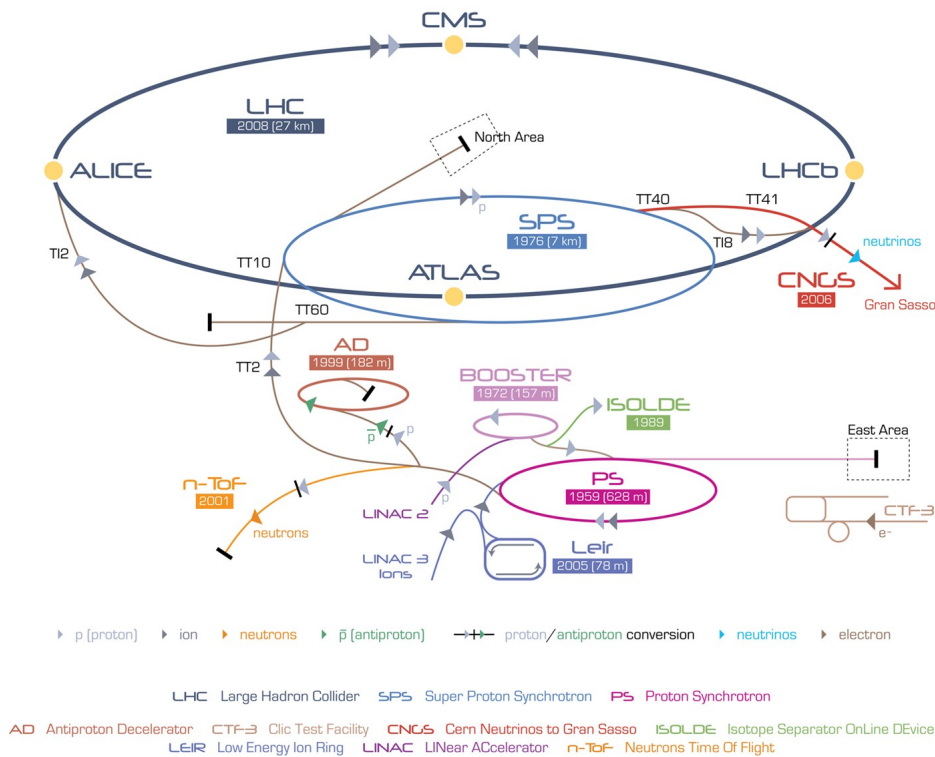 CMS
LHC
2008 (27 km)
North Area
ALICE
LHCb
p
SPS
1976 (7 km)
TT40
TT41
TI8
neutrinos
TI2
TT10
ATLAS
CNGS
2006
Gran Sasso
TT60
TT2
AD
1999 (182 m)
BOOSTER
1972 (157 m)
ISOLDE
1989
p
p̅
East Area
n-ToF
2001
PS
1959 (628 m)
p
LINAC 2
neutrons
CTF-3
e-
LINAC 3
Ions
Leir
2005 (78 m)
p (proton) ion neutrons p̅ (antiproton) proton/antiproton conversion neutrinos electron
LHC Large Hadron Collider SPS Super Proton Synchrotron PS Proton Synchrotron
AD Antiproton Decelerator CTF-3 Clic Test Facility CNGS Cern Neutrinos to Gran Sasso ISOLDE Isotope Separator OnLine DEvice
LEIR Low Energy Ion Ring LINAC LINear ACcelerator n-ToF Neutrons Time Of Flight